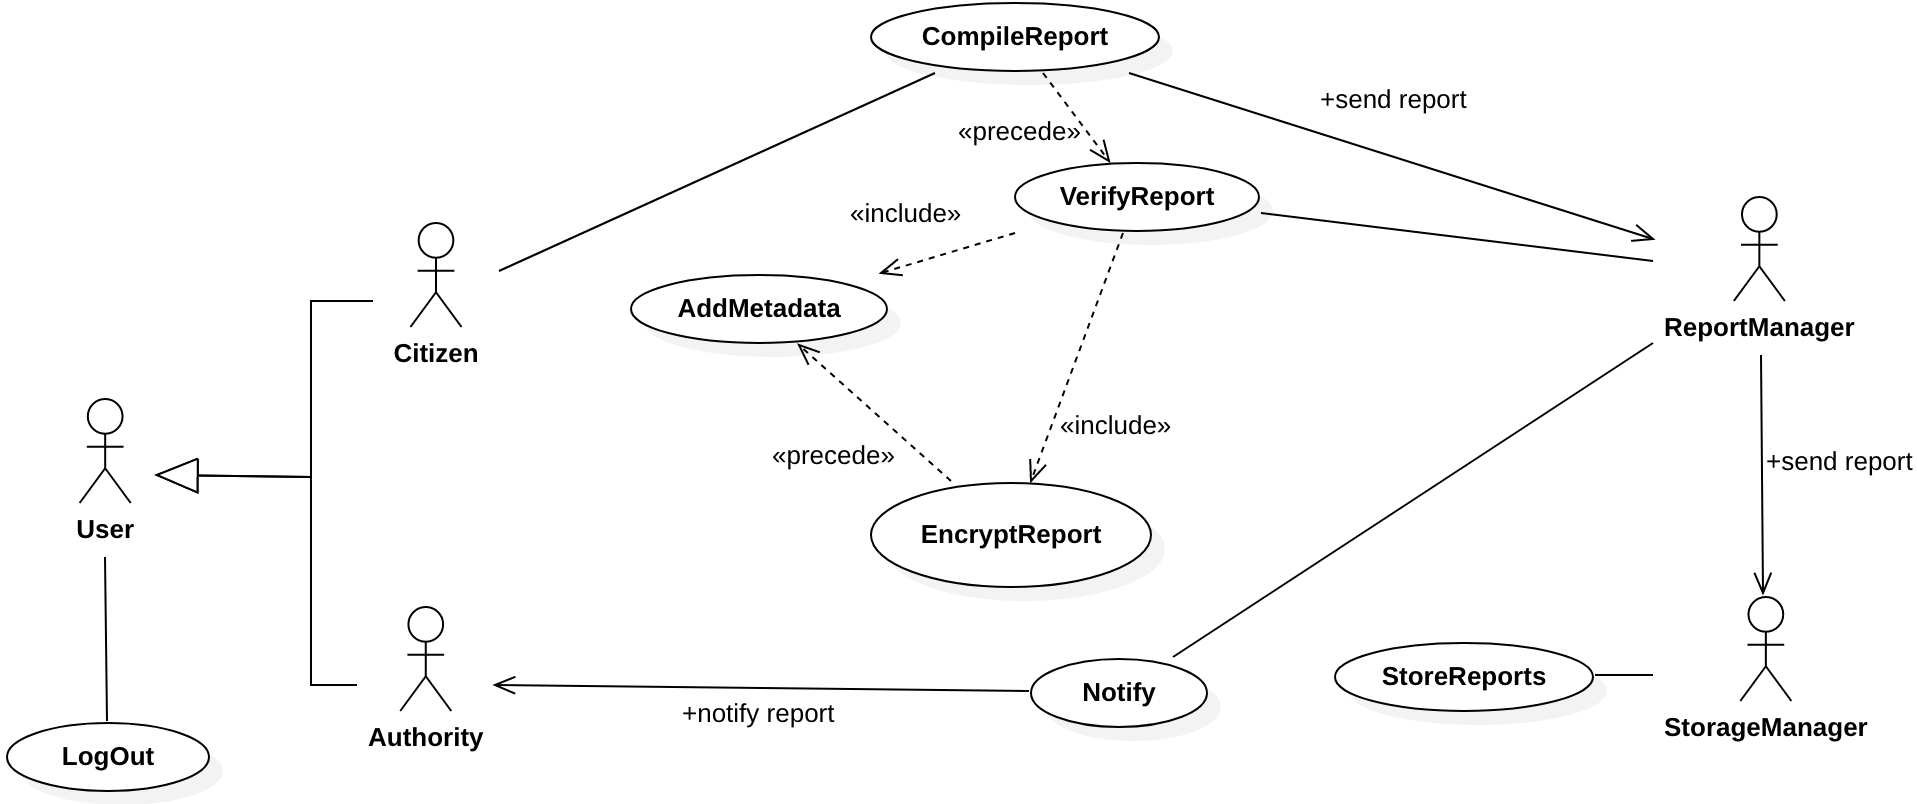 CompileReport
+send report
«precede»
VerifyReport
«include»
AddMetadada
ReportManager
Citizen
«include»
«precede»
+send report
User
EncryptReport
StoreReports
Notify
+notify report
StorageManager
Authority
LogOut